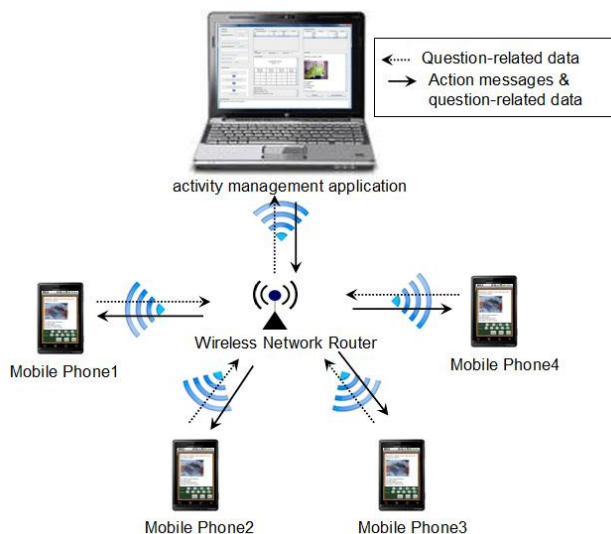 Question-related data
Action messages &
question-related data
activity management application
Wireless Network Router
Mobile Phone1
Mobile Phone4
Mobile Phone2
Mobile Phone3